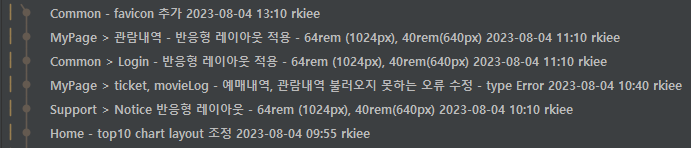 Common - favicon 추가 2023-08-04 13:10 rkiee
MyPage > 관람내역 - 반응형 레이아웃 적용 - 64rem (1024px), 40rem(640px) 2023-08-04 11:10 rkiee
Common > Login - 반응형 레이아웃 적용 - 64rem (1024px), 40rem(640px) 2023-08-04 11:10 rkiee
MyPage > ticket, movieLog - 예매내역, 관람내역 불러오지 못하는 오류 수정 - type Error 2023-08-04 10:40 rkiee
Support > Notice 반응형 레이아웃 - 64rem (1024px), 40rem(640px) 2023-08-04 10:10 rkiee
Home - top10 chart layout 조정 2023-08-04 09:55 rkiee